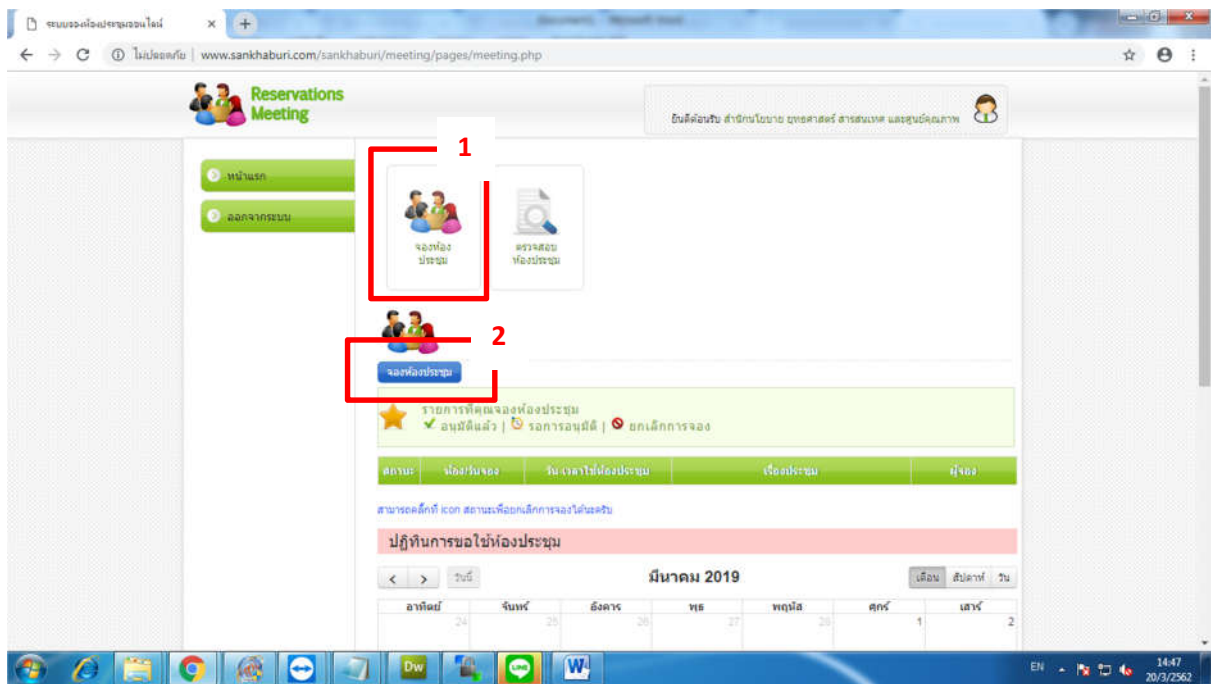 ระบบจองห้องประชุมออนไลน์
ไม่ปลอดภัย | www.sankhaburi.com/sankhaburi/meeting/pages/meeting.php
Reservations
Meeting
ยินดีต้อนรับ สำนักนโยบาย ยุทธศาสตร์ สารสนเทศ และศูนย์คุณภาพ
1
หน้าแรก
ออกจากระบบ
จองห้อง
ประชุม
ตรวจสอบ
ห้องประชุม
2
จองห้องประชุม
รายการที่คุณจองห้องประชุม
อนุมัติแล้ว | รอการอนุมัติ | ยกเลิกการจอง
สถานะ ห้อง/วันจอง วัน-เวลาใช้ห้องประชุม เรื่องประชุม ผู้จอง
สามารถคลิ๊กที่ icon สถานะเพื่อยกเลิกการจองได้นะครับ
ปฏิทินการขอใช้ห้องประชุม
วันนี้ มีนาคม 2019 เดือน สัปดาห์ วัน
อาทิตย์ จันทร์ อังคาร พุธ พฤหัส ศุกร์ เสาร์
24 25 26 27 28 1 2
Dw W EN 14:47
20/3/2562